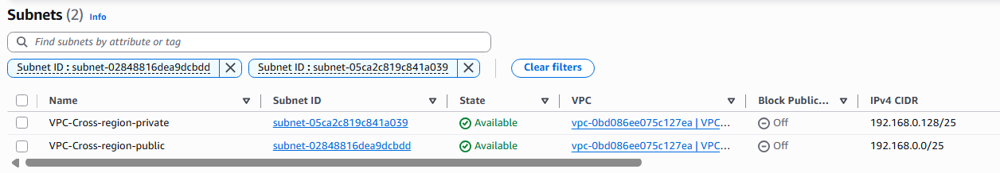 Subnets (2) Info
Find subnets by attribute or tag
Subnet ID : subnet-02848816dea9dcbdd Subnet ID : subnet-05ca2c819c841a039 Clear filters
Name Subnet ID State VPC Block Public... IPv4 CIDR
VPC-Cross-region-private subnet-05ca2c819c841a039 Available vpc-0bd086ee075c127ea | VPC... Off 192.168.0.128/25
VPC-Cross-region-public subnet-02848816dea9dcbdd Available vpc-0bd086ee075c127ea | VPC... Off 192.168.0.0/25